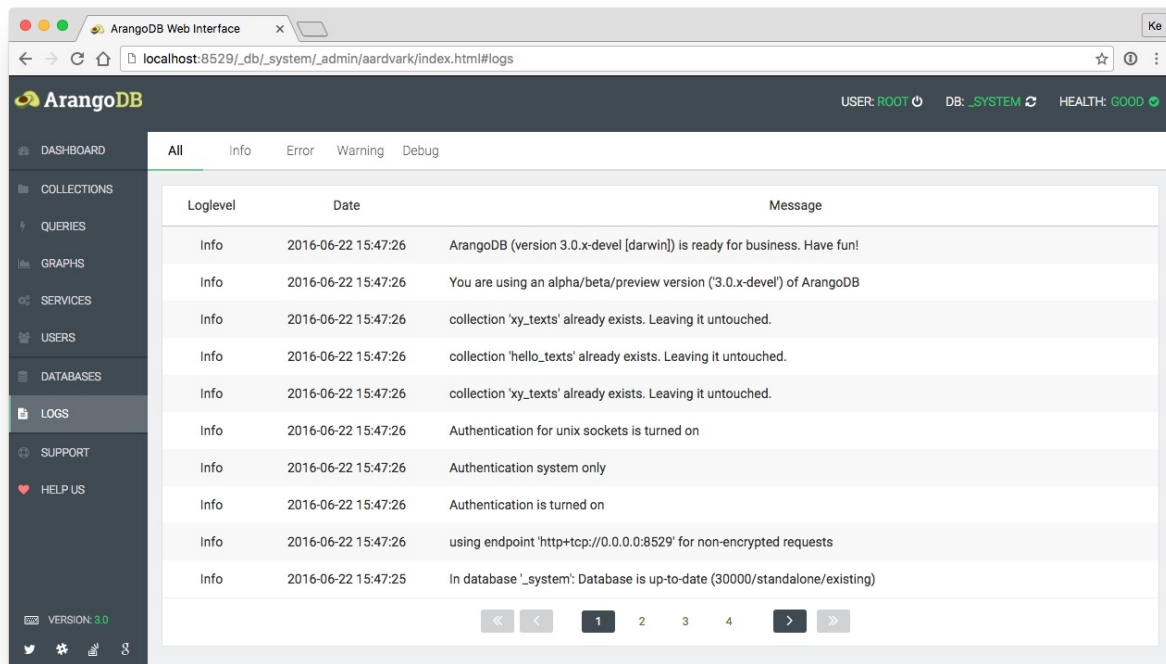 ArangoDB Web Interface
Ke
localhost:8529/_db/_system/_admin/aardvark/index.html#logs
ArangoDB
USER: ROOT DB: _SYSTEM HEALTH: GOOD
DASHBOARD
COLLECTIONS
QUERIES
GRAPHS
SERVICES
USERS
DATABASES
LOGS
SUPPORT
HELP US
VERSION: 3.0
All Info Error Warning Debug
Loglevel Date Message
Info 2016-06-22 15:47:26 ArangoDB (version 3.0.x-devel [darwin]) is ready for business. Have fun!
Info 2016-06-22 15:47:26 You are using an alpha/beta/preview version ('3.0.x-devel') of ArangoDB
Info 2016-06-22 15:47:26 collection 'xy_texts' already exists. Leaving it untouched.
Info 2016-06-22 15:47:26 collection 'hello_texts' already exists. Leaving it untouched.
Info 2016-06-22 15:47:26 collection 'xy_texts' already exists. Leaving it untouched.
Info 2016-06-22 15:47:26 Authentication for unix sockets is turned on
Info 2016-06-22 15:47:26 Authentication system only
Info 2016-06-22 15:47:26 Authentication is turned on
Info 2016-06-22 15:47:26 using endpoint 'http+tcp://0.0.0.0:8529' for non-encrypted requests
Info 2016-06-22 15:47:25 In database '_system': Database is up-to-date (30000/standalone/existing)
1 2 3 4